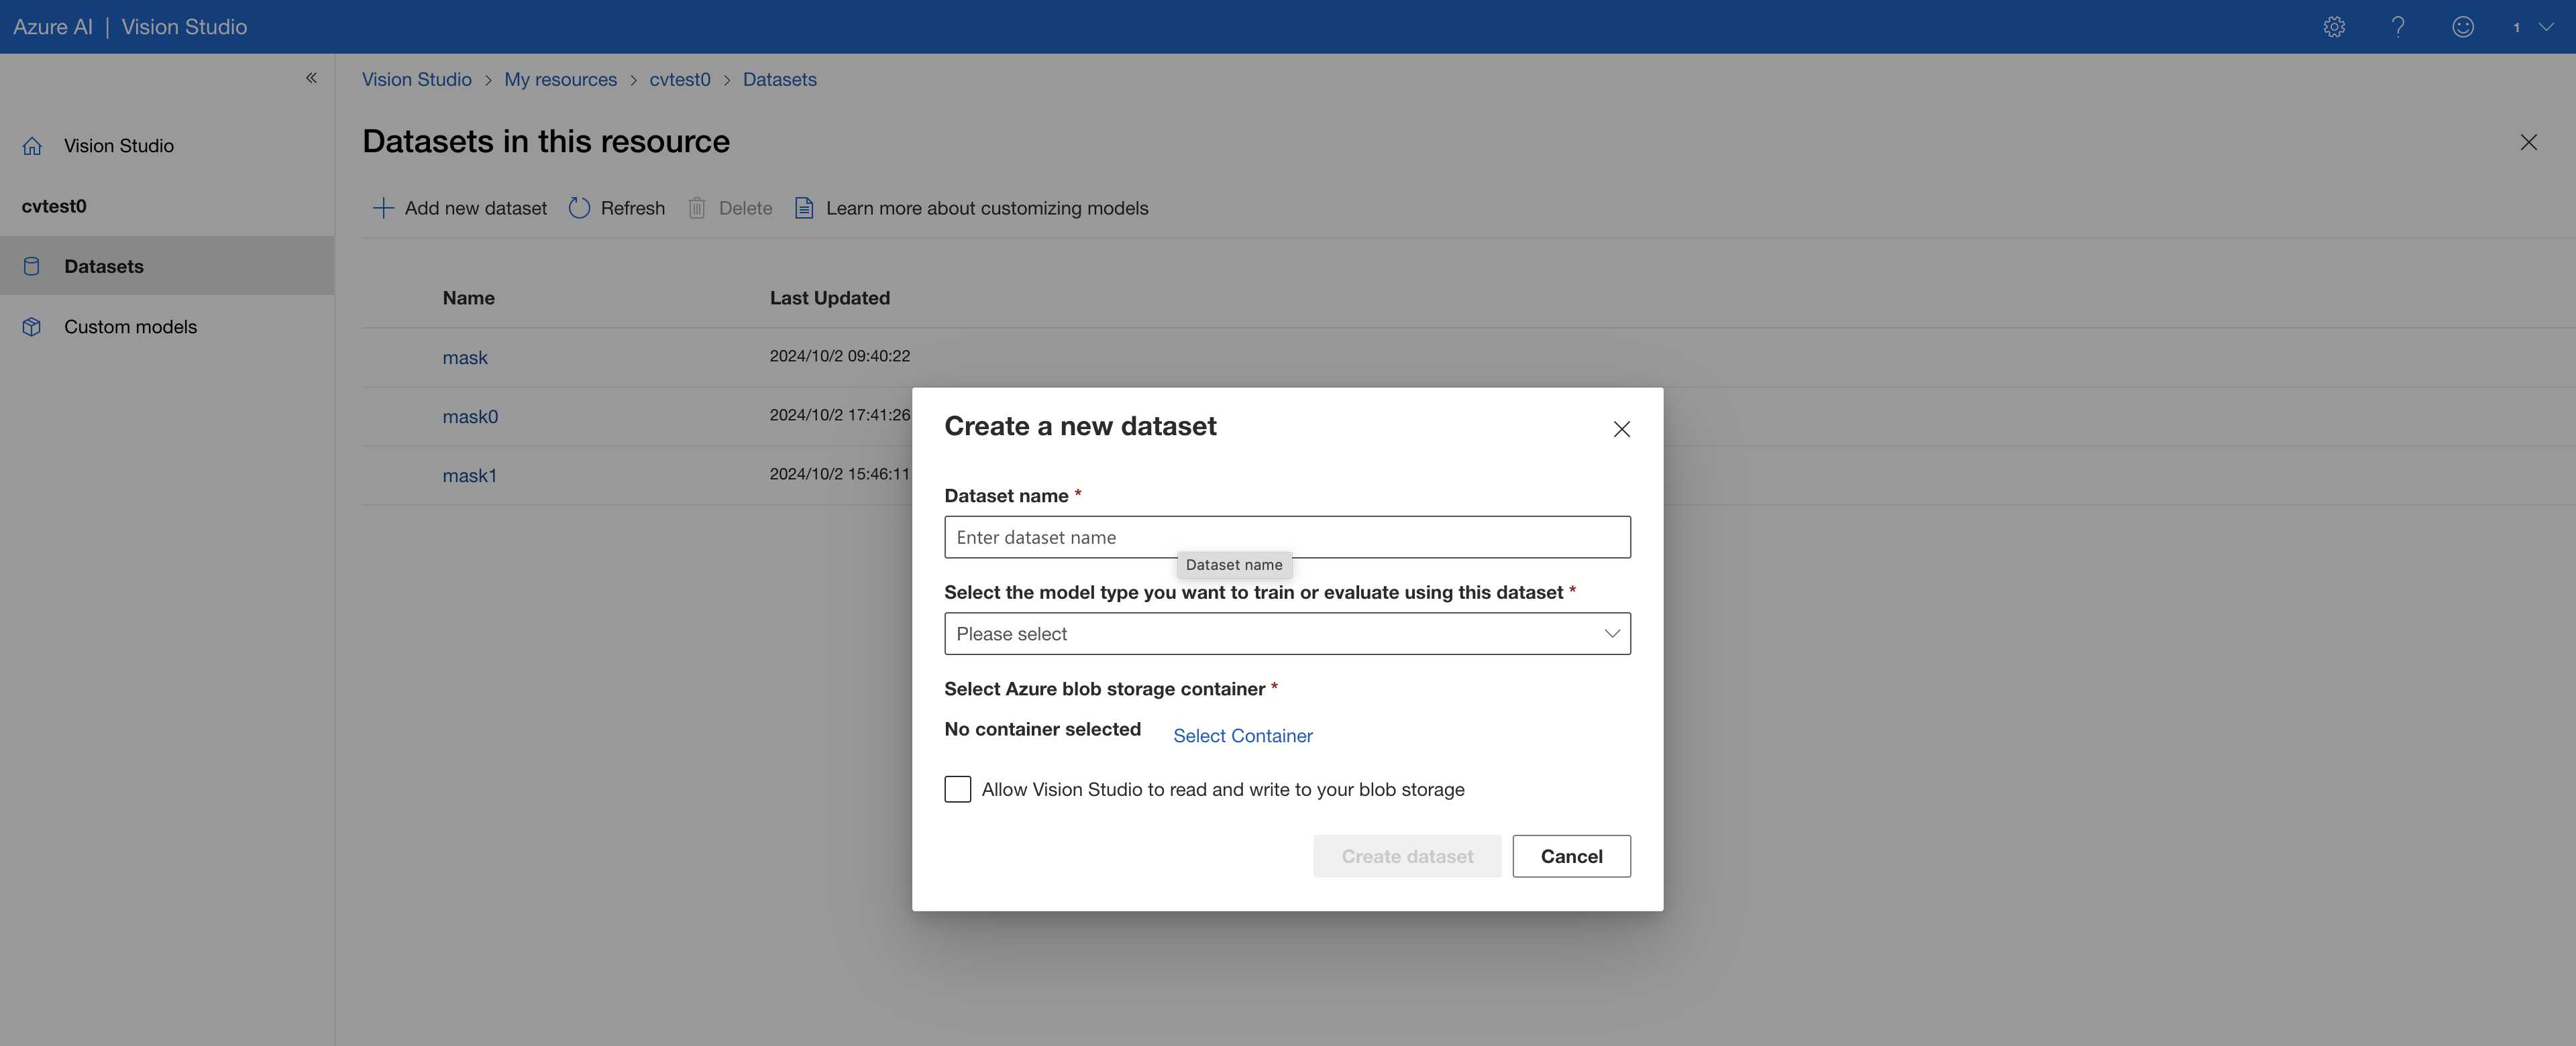 Azure AI | Vision Studio
1
Vision Studio > My resources > cvtest0 > Datasets
Vision Studio
cvtest0
Datasets
Custom models
Datasets in this resource
Add new dataset Refresh Delete Learn more about customizing models
Name Last Updated
mask 2024/10/2 09:40:22
mask0 2024/10/2 17:41:26
mask1 2024/10/2 15:46:11
Create a new dataset
Dataset name *
Enter dataset name
Dataset name
Select the model type you want to train or evaluate using this dataset *
Please select
Select Azure blob storage container *
No container selected Select Container
Allow Vision Studio to read and write to your blob storage
Create dataset Cancel